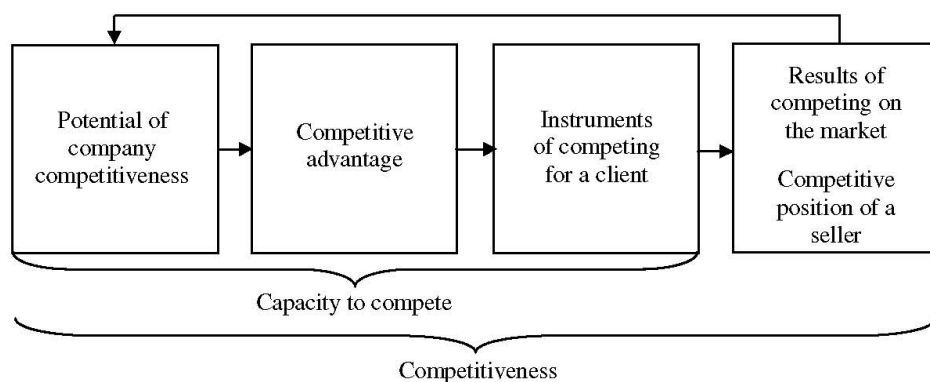 Potential of
company
competitiveness
Competitive
advantage
Instruments
of competing
for a client
Results of
competing on
the market
Competitive
position of a
seller
Capacity to compete
Competitiveness